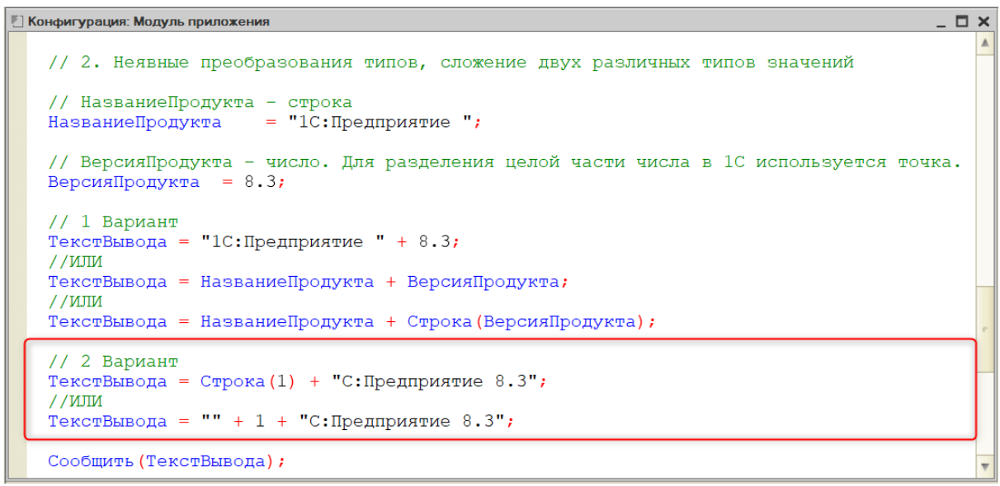 Конфигурация: Модуль приложения
// 2. Неявные преобразования типов, сложение двух различных типов значений
// НазваниеПродукта - строка
НазваниеПродукта    = "1С:Предприятие ";
// ВерсияПродукта - число. Для разделения целой части числа в 1С используется точка.
ВерсияПродукта  = 8.3;
// 1 Вариант
ТекстВывода = "1С:Предприятие " + 8.3;
//ИЛИ
ТекстВывода = НазваниеПродукта + ВерсияПродукта;
//ИЛИ
ТекстВывода = НазваниеПродукта + Строка(ВерсияПродукта);
// 2 Вариант
ТекстВывода = Строка(1) + "С:Предприятие 8.3";
//ИЛИ
ТекстВывода = "" + 1 + "С:Предприятие 8.3";
Сообщить(ТекстВывода);